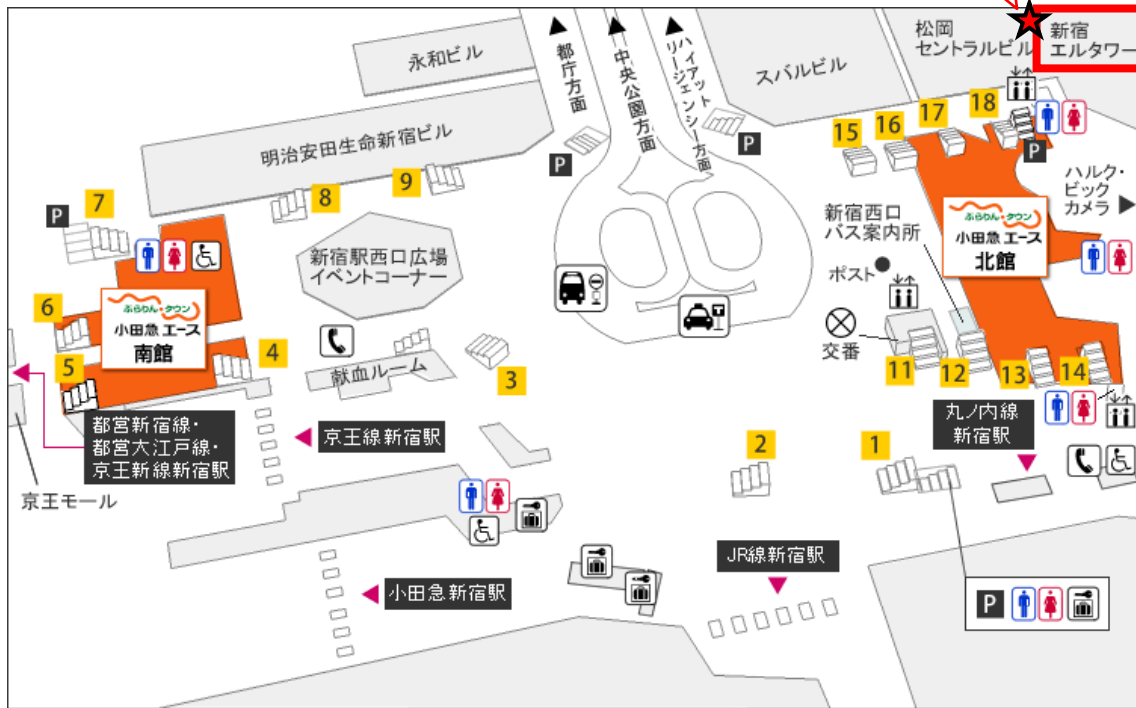 永和ビル
明治安田生命新宿ビル
都庁方面
中央公園方面
ハイアット
リージェンシー方面
スバルビル
松岡
セントラルビル
新宿
エルタワー
15
16
17
18
P
P
P
P
7
8
9
新宿駅西口広場
イベントコーナー
新宿西口
バス案内所
ポスト
交番
ぷらりん・タウン
小田急 エース
北館
ハルク・
ビック
カメラ
ぷらりん・タウン
小田急 エース
南館
6
5
4
献血ルーム
3
11
12
13
14
都営新宿線・
都営大江戸線・
京王新線新宿駅
京王モール
京王線新宿駅
丸ノ内線
新宿駅
2
1
小田急新宿駅
JR線新宿駅
P